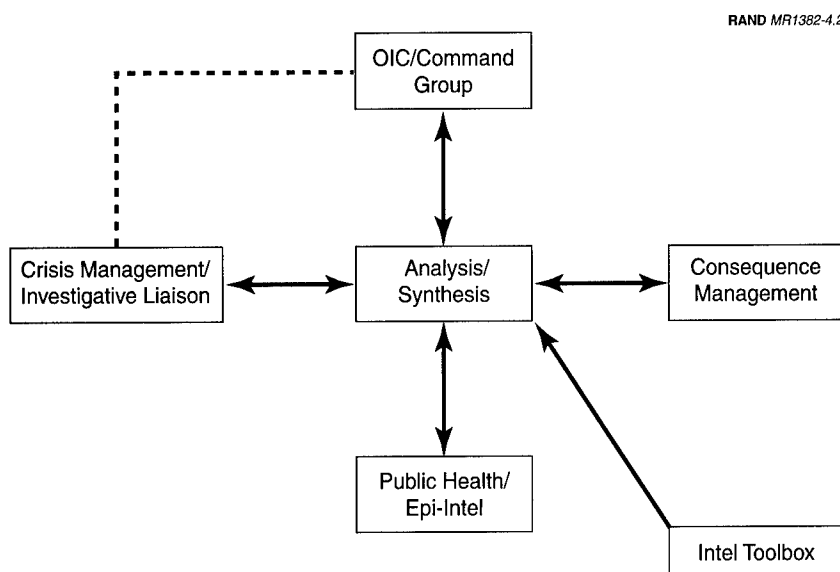 RAND MR1382-4.2
OIC/Command
Group
Crisis Management/
Investigative Liaison
Analysis/
Synthesis
Consequence
Management
Public Health/
Epi-Intel
Intel Toolbox